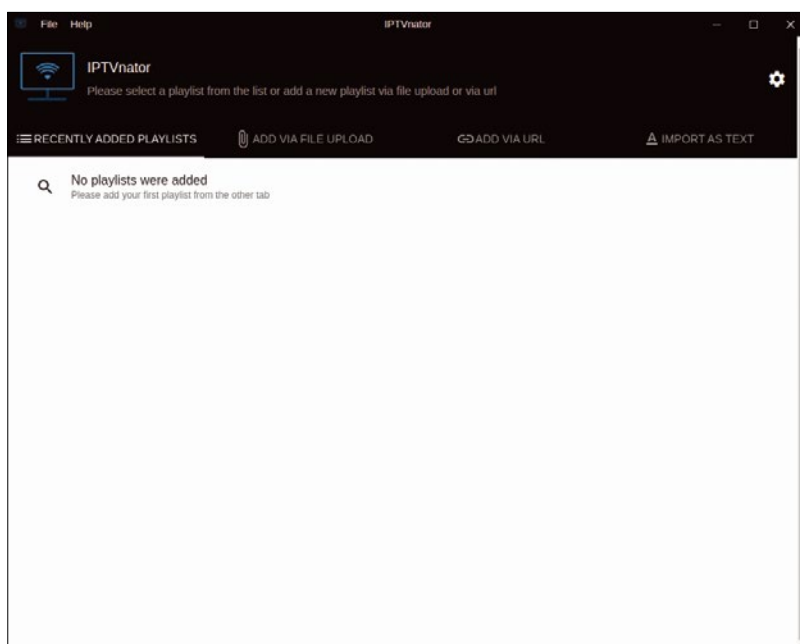 File Help IPTVnator
IPTVnator
Please select a playlist from the list or add a new playlist via file upload or via url
RECENTLY ADDED PLAYLISTS ADD VIA FILE UPLOAD ADD VIA URL IMPORT AS TEXT
No playlists were added
Please add your first playlist from the other tab